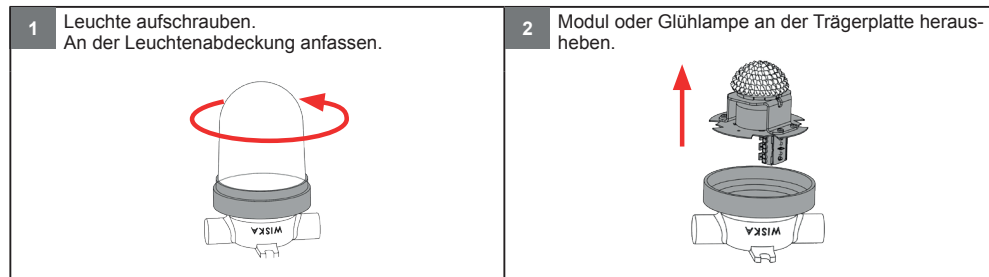 1
Leuchte aufschrauben.
An der Leuchtenabdeckung anfassen.
WISKA
2
Modul oder Glühlampe an der Trägerplatte heraus-
heben.
WISKA